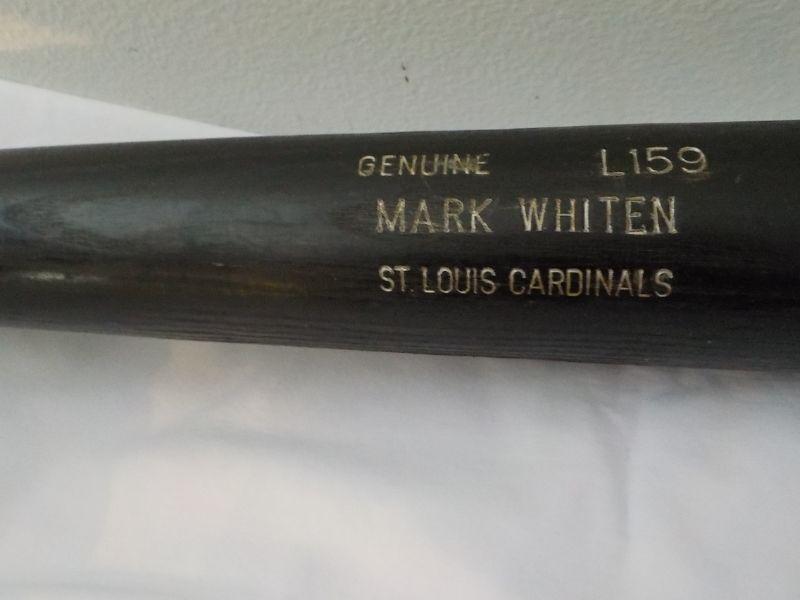 GENUINE L159
MARK WHITEN
ST. LOUIS CARDINALS